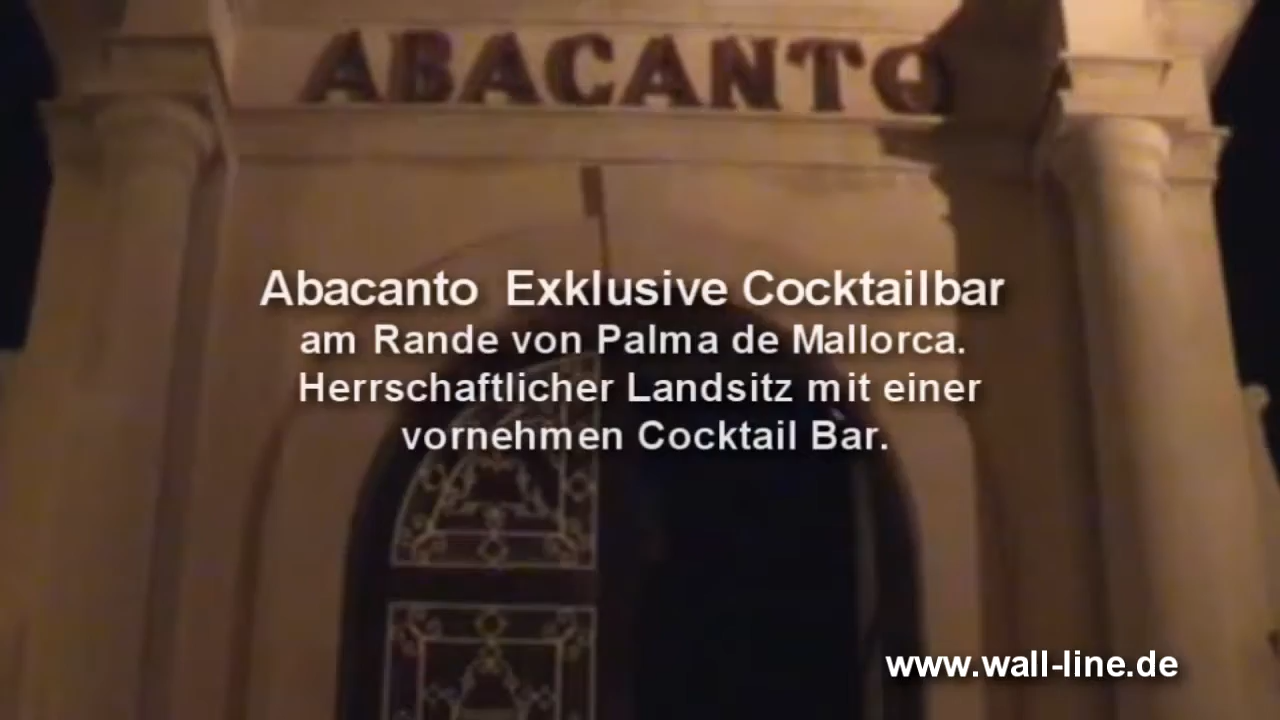 ABACANTO
Abacanto Exklusive Cocktailbar
am Rande von Palma de Mallorca.
Herrschaftlicher Landsitz mit einer
vornehmen Cocktail Bar.
www.wall-line.de